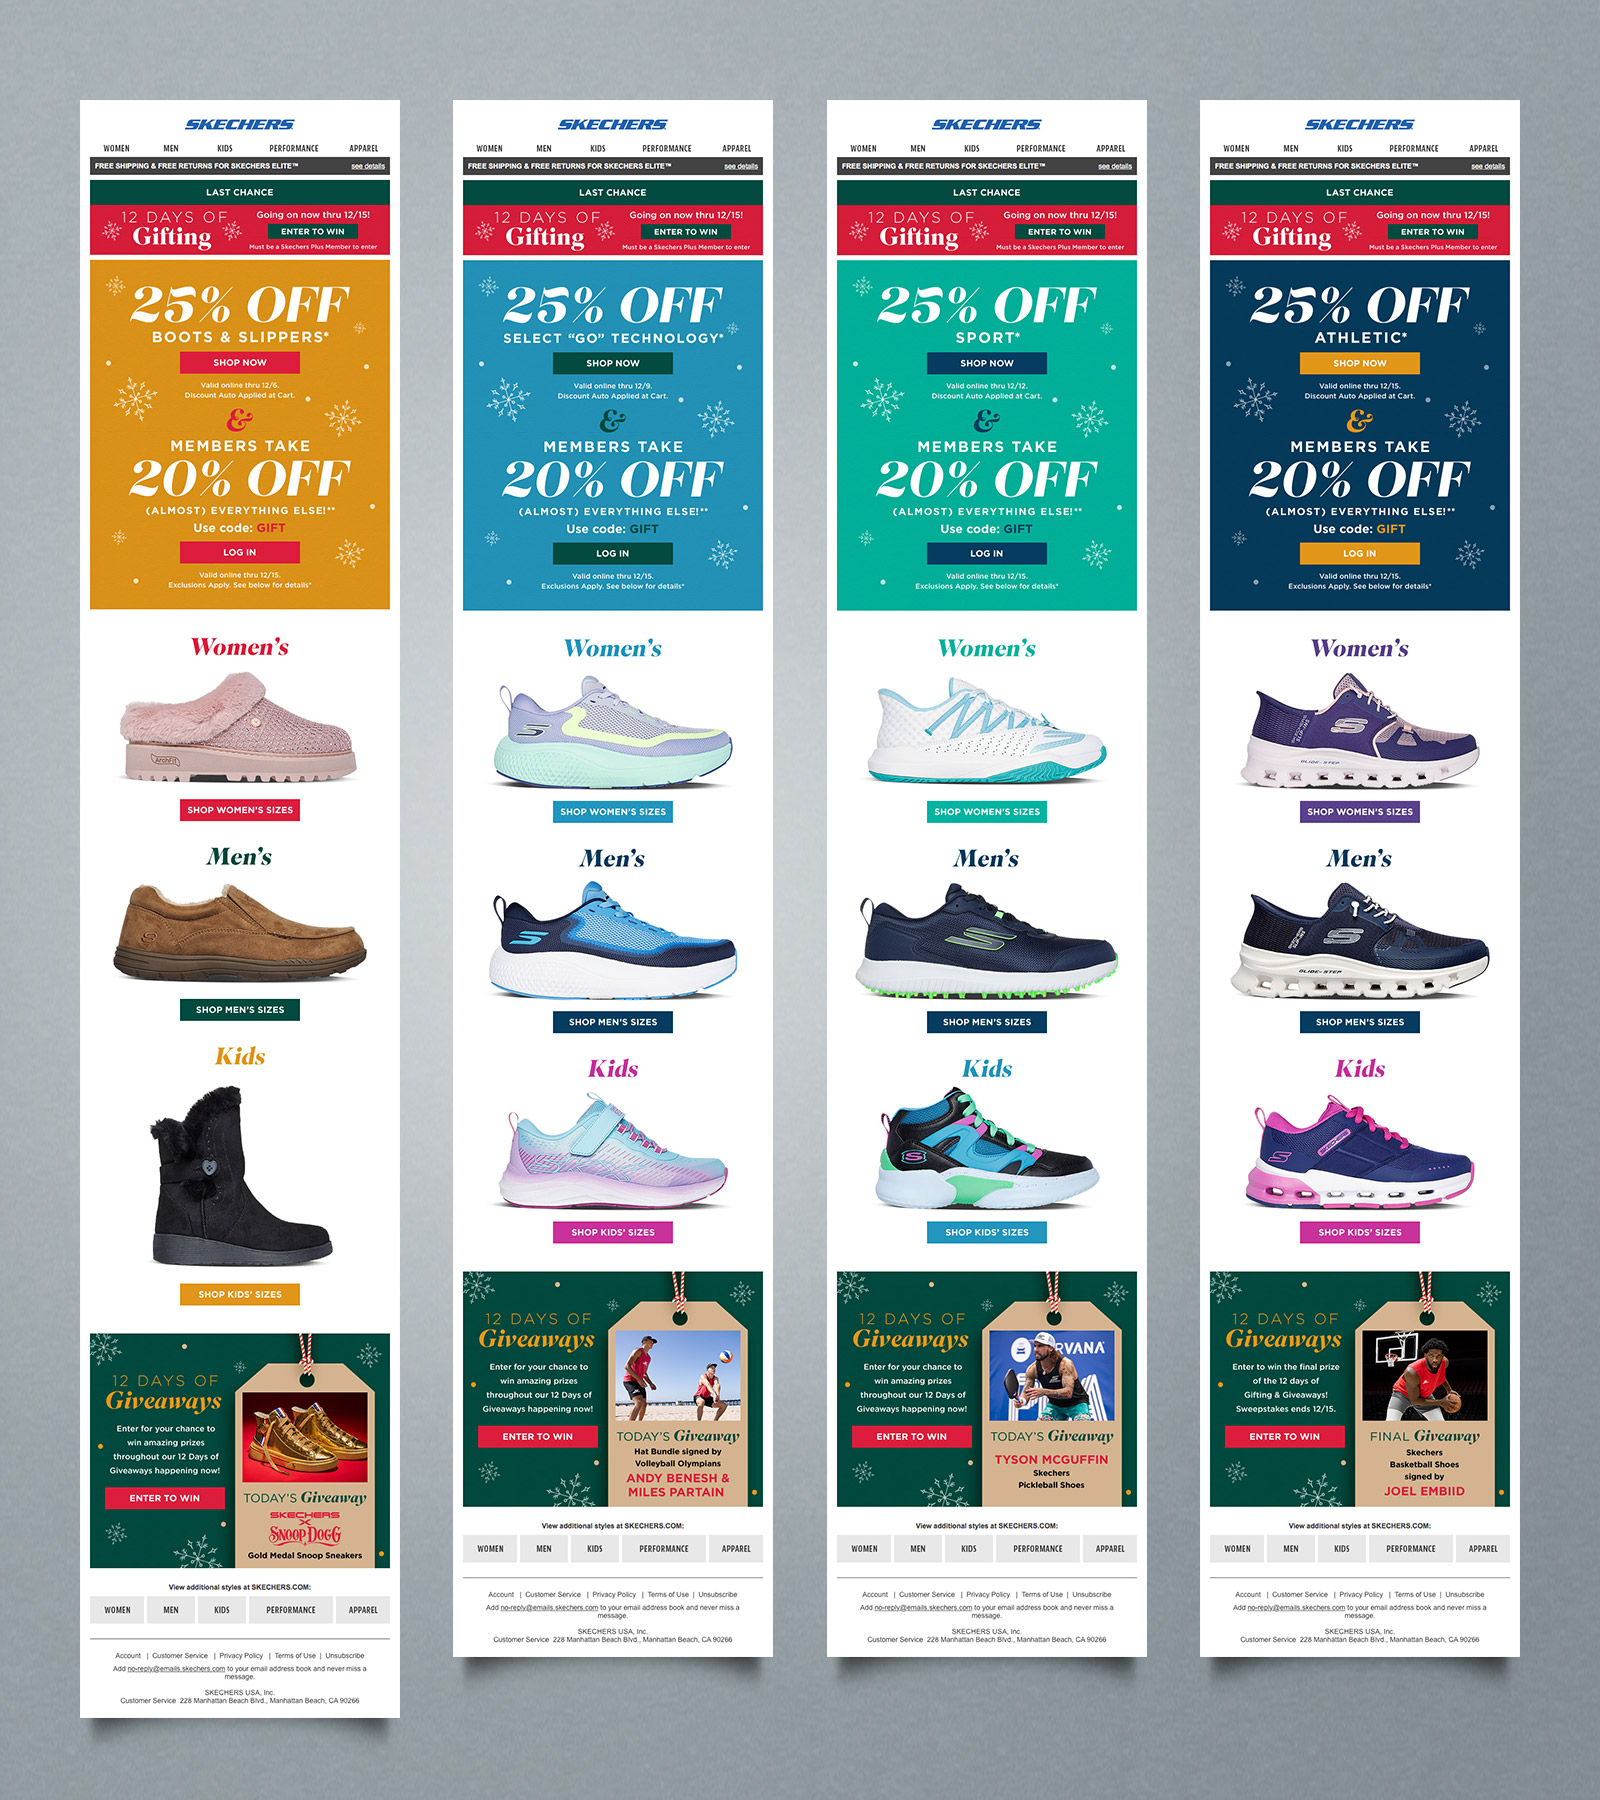 SKECHERS
WOMEN MEN KIDS PERFORMANCE APPAREL
FREE SHIPPING & FREE RETURNS FOR SKECHERS ELITE™ see details
LAST CHANCE
12 DAYS OF
Gifting
Going on now thru 12/15!
ENTER TO WIN
Must be a Skechers Plus Member to enter
25% OFF
BOOTS & SLIPPERS*
SHOP NOW
Valid online thru 12/6.
Discount Auto Applied at Cart.
&
MEMBERS TAKE
20% OFF
(ALMOST) EVERYTHING ELSE!**
Use code: GIFT
LOG IN
Valid online thru 12/15.
Exclusions Apply. See below for details*
Women's
ArchFit
SHOP WOMEN'S SIZES
Men's
SHOP MEN'S SIZES
Kids
SHOP KIDS' SIZES
12 DAYS OF
Giveaways
Enter for your chance to
win amazing prizes
throughout our 12 Days of
Giveaways happening now!
ENTER TO WIN
TODAY'S Giveaway
SKECHERS
X
SNOOP DOGG
Gold Medal Snoop Sneakers
View additional styles at SKECHERS.COM:
WOMEN MEN KIDS PERFORMANCE APPAREL
Account | Customer Service | Privacy Policy | Terms of Use | Unsubscribe
Add no-reply@emails.skechers.com to your email address book and never miss a
message.
SKECHERS USA, Inc.
Customer Service 228 Manhattan Beach Blvd., Manhattan Beach, CA 90266
SKECHERS
WOMEN MEN KIDS PERFORMANCE APPAREL
FREE SHIPPING & FREE RETURNS FOR SKECHERS ELITE™ see details
LAST CHANCE
12 DAYS OF
Gifting
Going on now thru 12/15!
ENTER TO WIN
Must be a Skechers Plus Member to enter
25% OFF
SELECT "GO" TECHNOLOGY*
SHOP NOW
Valid online thru 12/9.
Discount Auto Applied at Cart.
&
MEMBERS TAKE
20% OFF
(ALMOST) EVERYTHING ELSE!**
Use code: GIFT
LOG IN
Valid online thru 12/15.
Exclusions Apply. See below for details*
Women's
SHOP WOMEN'S SIZES
Men's
SHOP MEN'S SIZES
Kids
SHOP KIDS' SIZES
12 DAYS OF
Giveaways
Enter for your chance to
win amazing prizes
throughout our 12 Days of
Giveaways happening now!
ENTER TO WIN
TODAY'S Giveaway
Hat Bundle signed by
Volleyball Olympians
ANDY BENESH &
MILES PARTAIN
View additional styles at SKECHERS.COM:
WOMEN MEN KIDS PERFORMANCE APPAREL
Account | Customer Service | Privacy Policy | Terms of Use | Unsubscribe
Add no-reply@emails.skechers.com to your email address book and never miss a
message.
SKECHERS USA, Inc.
Customer Service 228 Manhattan Beach Blvd., Manhattan Beach, CA 90266
SKECHERS
WOMEN MEN KIDS PERFORMANCE APPAREL
FREE SHIPPING & FREE RETURNS FOR SKECHERS ELITE™ see details
LAST CHANCE
12 DAYS OF
Gifting
Going on now thru 12/15!
ENTER TO WIN
Must be a Skechers Plus Member to enter
25% OFF
SPORT*
SHOP NOW
Valid online thru 12/12.
Discount Auto Applied at Cart.
&
MEMBERS TAKE
20% OFF
(ALMOST) EVERYTHING ELSE!**
Use code: GIFT
LOG IN
Valid online thru 12/15.
Exclusions Apply. See below for details*
Women's
SHOP WOMEN'S SIZES
Men's
SHOP MEN'S SIZES
Kids
SHOP KIDS' SIZES
12 DAYS OF
Giveaways
Enter for your chance to
win amazing prizes
throughout our 12 Days of
Giveaways happening now!
ENTER TO WIN
RVANA
TODAY'S Giveaway
TYSON MCGUFFIN
Skechers
Pickleball Shoes
View additional styles at SKECHERS.COM:
WOMEN MEN KIDS PERFORMANCE APPAREL
Account | Customer Service | Privacy Policy | Terms of Use | Unsubscribe
Add no-reply@emails.skechers.com to your email address book and never miss a
message.
SKECHERS USA, Inc.
Customer Service 228 Manhattan Beach Blvd., Manhattan Beach, CA 90266
SKECHERS
WOMEN MEN KIDS PERFORMANCE APPAREL
FREE SHIPPING & FREE RETURNS FOR SKECHERS ELITE™ see details
LAST CHANCE
12 DAYS OF
Gifting
Going on now thru 12/15!
ENTER TO WIN
Must be a Skechers Plus Member to enter
25% OFF
ATHLETIC*
SHOP NOW
Valid online thru 12/15.
Discount Auto Applied at Cart.
&
MEMBERS TAKE
20% OFF
(ALMOST) EVERYTHING ELSE!**
Use code: GIFT
LOG IN
Valid online thru 12/15.
Exclusions Apply. See below for details*
Women's
SKECHERS
SLIP-INS
GLIDE-STEP
SHOP WOMEN'S SIZES
Men's
SKECHERS
SLIP-INS
GLIDE-STEP
SHOP MEN'S SIZES
Kids
SKECHERS
SHOP KIDS' SIZES
12 DAYS OF
Giveaways
Enter to win the final prize
of the 12 days of
Gifting & Giveaways!
Sweepstakes ends 12/15.
ENTER TO WIN
FINAL Giveaway
Skechers
Basketball Shoes
signed by
JOEL EMBIID
View additional styles at SKECHERS.COM:
WOMEN MEN KIDS PERFORMANCE APPAREL
Account | Customer Service | Privacy Policy | Terms of Use | Unsubscribe
Add no-reply@emails.skechers.com to your email address book and never miss a
message.
SKECHERS USA, Inc.
Customer Service 228 Manhattan Beach Blvd., Manhattan Beach, CA 90266